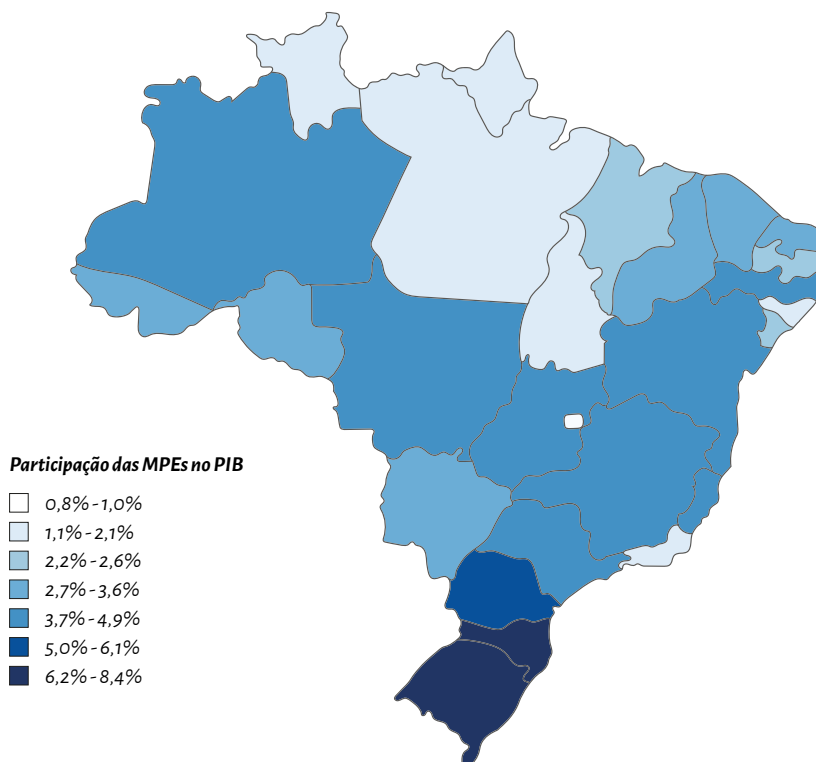 Participação das MPEs no PIB
0,8% - 1,0%
1,1% - 2,1%
2,2% - 2,6%
2,7% - 3,6%
3,7% - 4,9%
5,0% - 6,1%
6,2% - 8,4%